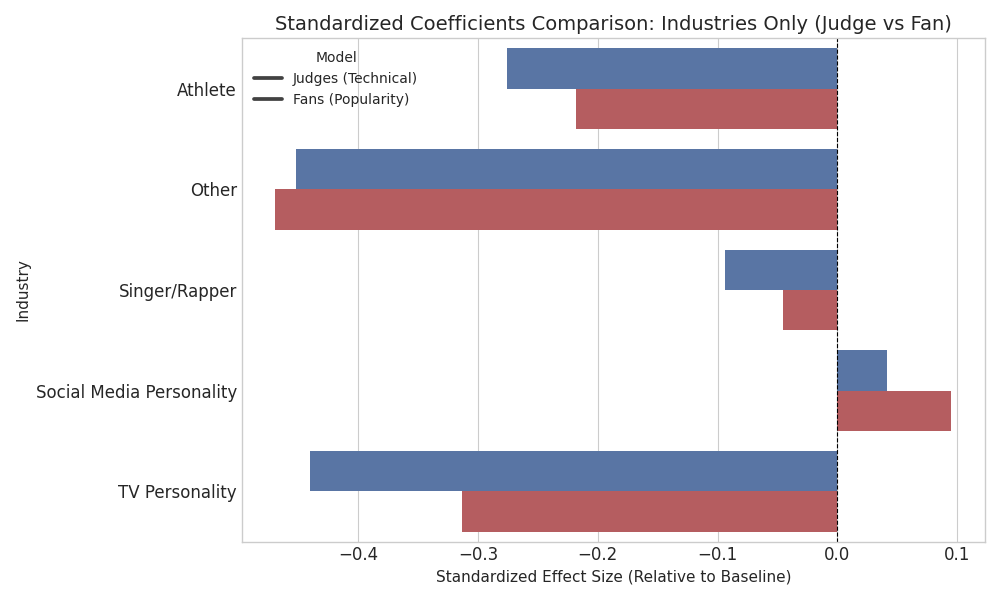 Standardized Coefficients Comparison: Industries Only (Judge vs Fan)
Model
Judges (Technical)
Fans (Popularity)
Industry
Athlete
Other
Singer/Rapper
Social Media Personality
TV Personality
−0.4 −0.3 −0.2 −0.1 0.0 0.1
Standardized Effect Size (Relative to Baseline)